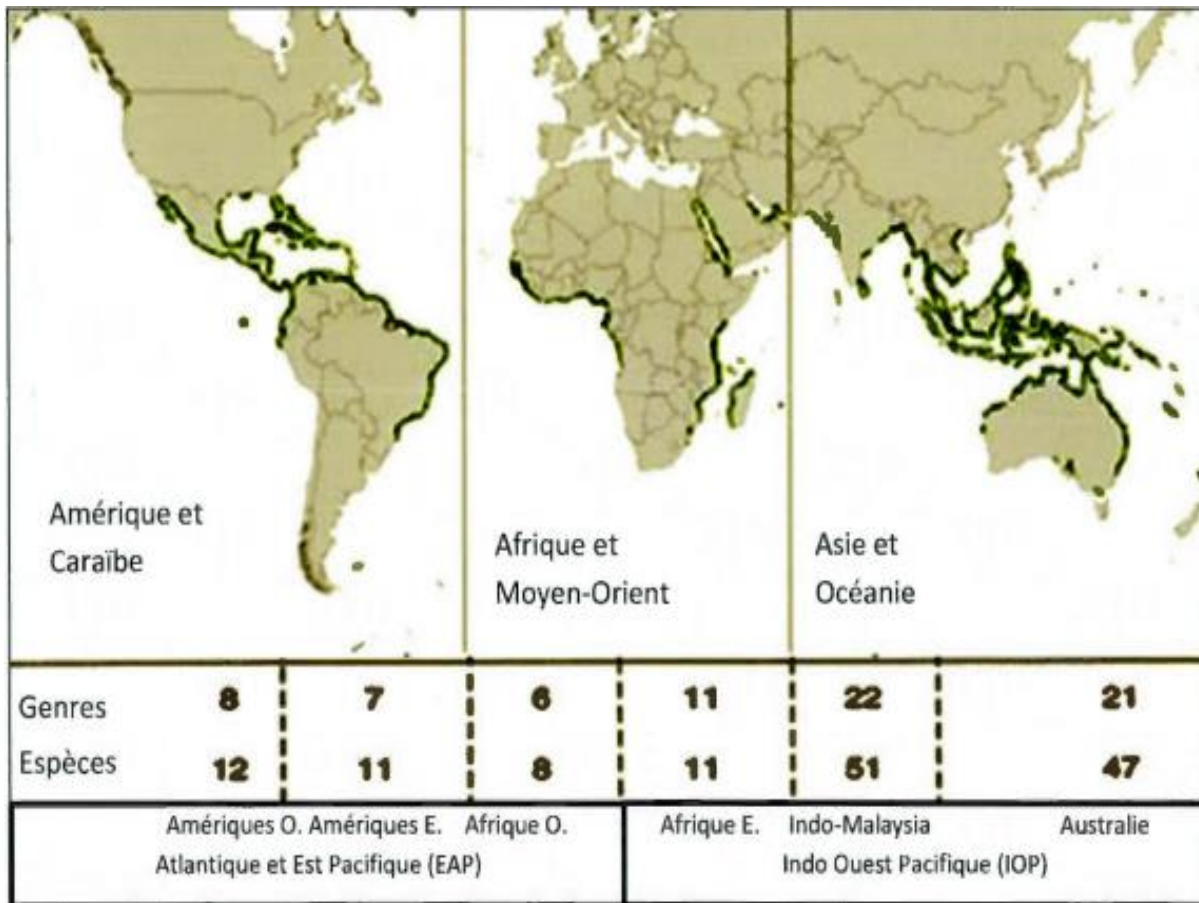 Amérique et
Caraïbe
Afrique et
Moyen-Orient
Asie et
Océanie
Genres 8 7 6 11 22 21
Espèces 12 11 8 11 51 47
Amériques O. Amériques E. Afrique O. Afrique E. Indo-Malaysia Australie
Atlantique et Est Pacifique (EAP) Indo Ouest Pacifique (IOP)